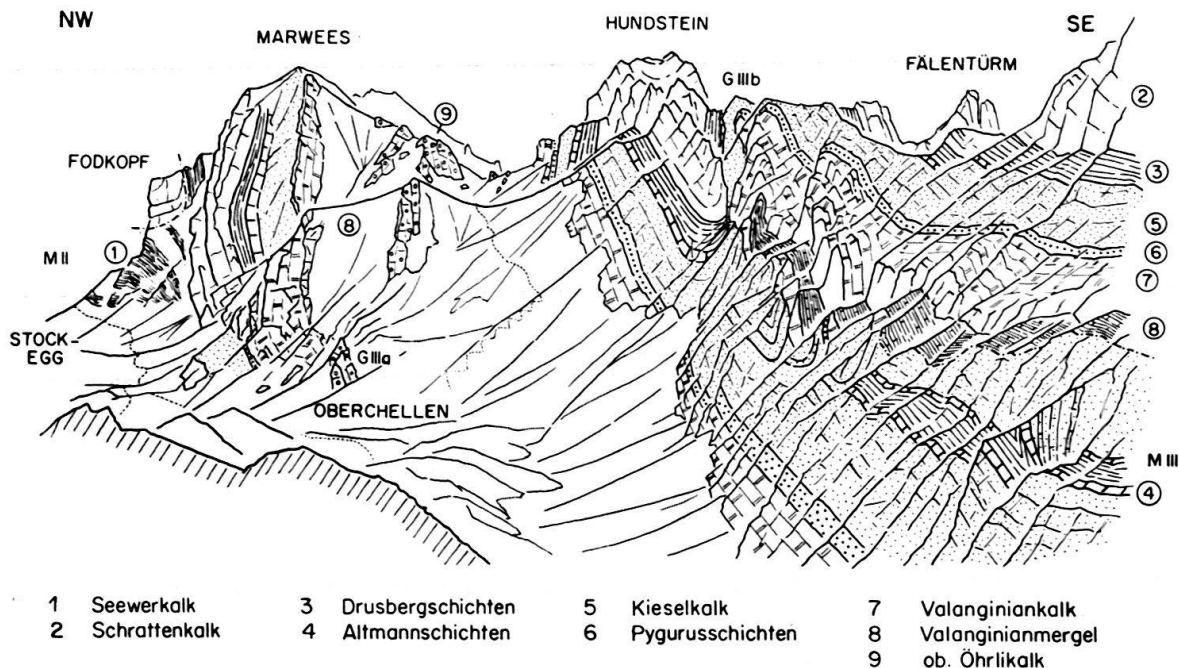 NW
MARWEES
HUNDSTEIN
SE
FÄLENTÜRM
G IIIb
②
⑨
FODKOPF
③
⑤
⑧
①
⑥
M II
⑦
STOCK-
EGG
⑧
G IIIa
OBERCHELLEN
M III
④
1 Seewerkalk
2 Schrattenkalk
3 Drusbergschichten
4 Altmannschichten
5 Kieselkalk
6 Pygurusschichten
7 Valanginiankalk
8 Valanginianmergel
9 ob. Öhrlikalk